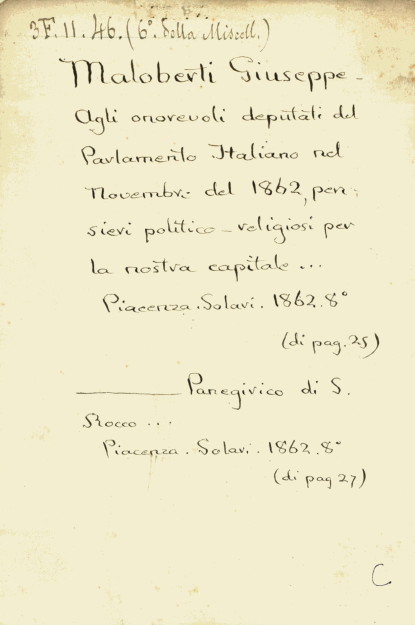 3F.11.46.(6° della Miscell.)
Maloberti Giuseppe -
Agli onorevoli deputati del
Parlamento Italiano nel
Novembre del 1862, pen-
sieri politico-religiosi per
la nostra capitale ...
Piacenza. Solari. 1862. 8°
(di pag. 25)
——— Panegirico di S.
Rocco ...
Piacenza. Solari. 1862. 8°
(di pag 27)
C